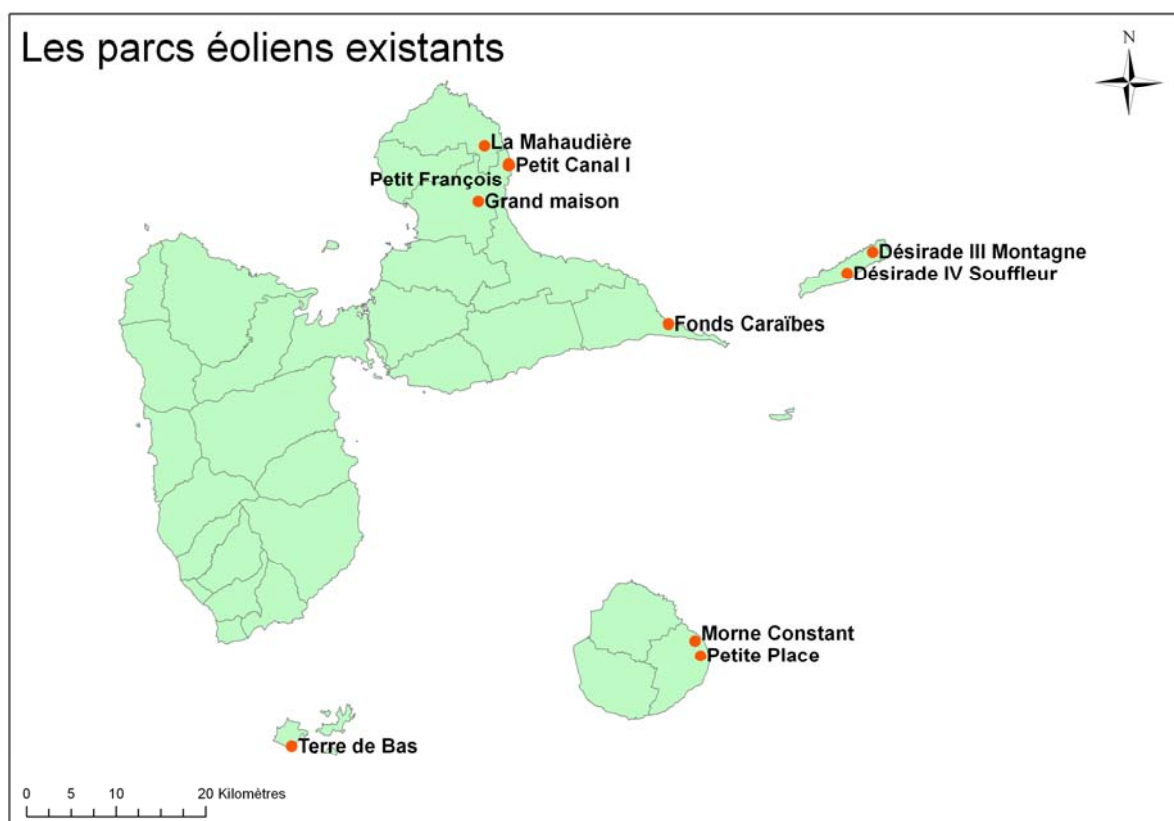 Les parcs éoliens existants
N
La Mahaudière
Petit Canal I
Petit François
Grand maison
Désirade III Montagne
Désirade IV Souffleur
Fonds Caraïbes
Morne Constant
Petite Place
Terre de Bas
0 5 10 20 Kilomètres